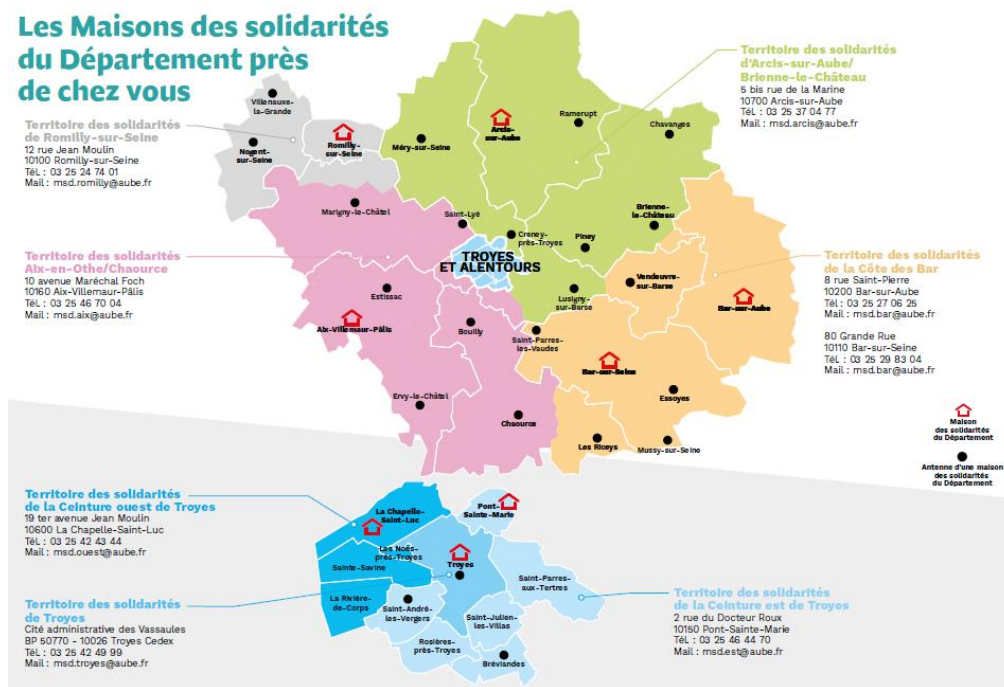 Les Maisons des solidarités
du Département près
de chez vous
Territoire des solidarités
de Romilly-sur-Seine
12 rue Jean Moulin
10100 Romilly-sur-Seine
Tél. : 03 25 24 74 01
Mail : msd.romilly@aube.fr
Territoire des solidarités
Aix-en-Othe/Chaource
10 avenue Maréchal Foch
10160 Aix-Villemaur-Pâlis
Tél. : 03 25 46 70 04
Mail : msd.aix@aube.fr
Villenauxe-
la-Grande
Nogent-
sur-Seine
Romilly-
sur-Seine
Méry-sur-Seine
Arcis-
sur-Aube
Ramerupt
Chavanges
Marigny-le-Châtel
Saint-Lyé
Creney-
près-Troyes
Piney
Brienne-
le-Château
TROYES
ET ALENTOURS
Estissac
Aix-Villemaur-Pâlis
Bouilly
Lusigny-
sur-Barse
Vendeuvre-
sur-Barse
Bar-sur-Aube
Saint-Parres-
les-Vaudes
Bar-sur-Seine
Ervy-le-Châtel
Chaource
Essoyes
Les Riceys
Mussy-sur-Seine
Territoire des solidarités
d'Arcis-sur-Aube/
Brienne-le-Château
5 bis rue de la Marine
10700 Arcis-sur-Aube
Tél. : 03 25 37 04 77
Mail : msd.arcis@aube.fr
Territoire des solidarités
de la Côte des Bar
8 rue Saint-Pierre
10200 Bar-sur-Aube
Tél. : 03 25 27 06 25
Mail : msd.bar@aube.fr
80 Grande Rue
10110 Bar-sur-Seine
Tél. : 03 25 29 83 04
Mail : msd.bar@aube.fr
Maison
des solidarités
du Département
Antenne d'une maison
des solidarités
du Département
Territoire des solidarités
de la Ceinture ouest de Troyes
19 ter avenue Jean Moulin
10600 La Chapelle-Saint-Luc
Tél. : 03 25 42 43 44
Mail : msd.ouest@aube.fr
Territoire des solidarités
de Troyes
Cité administrative des Vassaules
BP 50770 - 10026 Troyes Cedex
Tél. : 03 25 42 49 99
Mail : msd.troyes@aube.fr
La Chapelle-
Saint-Luc
Pont-
Sainte-Marie
Les Noës-
près-Troyes
Troyes
Sainte-Savine
Saint-Parres-
aux-Tertres
La Rivière-
de-Corps
Saint-André-
les-Vergers
Saint-Julien-
les-Villas
Rosières-
près-Troyes
Bréviandes
Territoire des solidarités
de la Ceinture est de Troyes
2 rue du Docteur Roux
10150 Pont-Sainte-Marie
Tél. : 03 25 46 44 70
Mail : msd.est@aube.fr